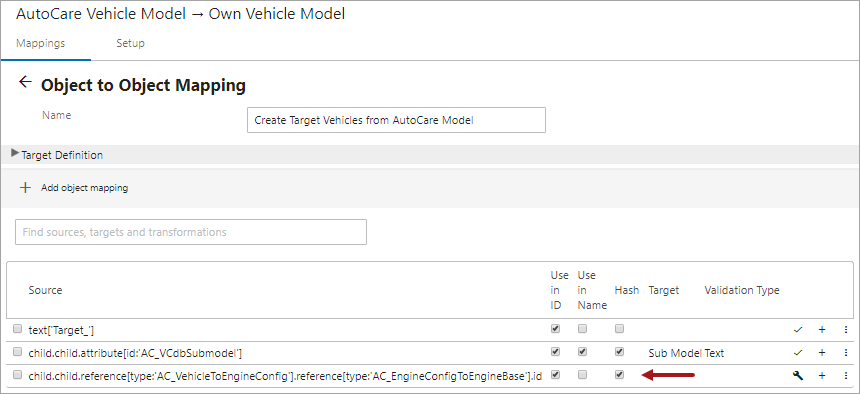 AutoCare Vehicle Model → Own Vehicle Model
Mappings Setup
Object to Object Mapping
Name Create Target Vehicles from AutoCare Model
Target Definition
Add object mapping
Find sources, targets and transformations
Source Use in ID Use in Name Hash Target Validation Type
text['Target_']
child.child.attribute[id:'AC_VCdbSubmodel'] Sub Model Text
child.child.reference[type:'AC_VehicleToEngineConfig'].reference[type:'AC_EngineConfigToEngineBase'].id